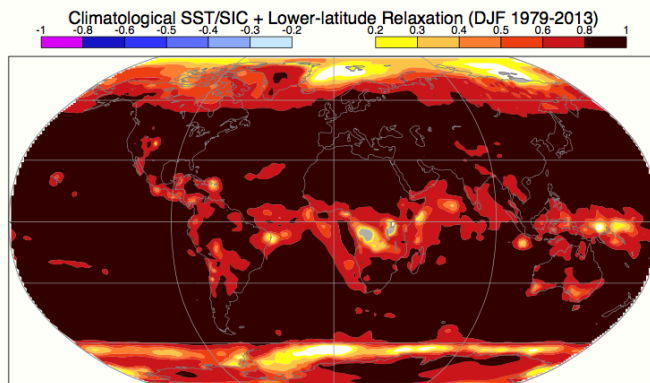 Climatological SST/SIC + Lower-latitude Relaxation (DJF 1979-2013)
-1 -0.8 -0.6 -0.5 -0.4 -0.3 -0.2 0.2 0.3 0.4 0.5 0.6 0.8 1